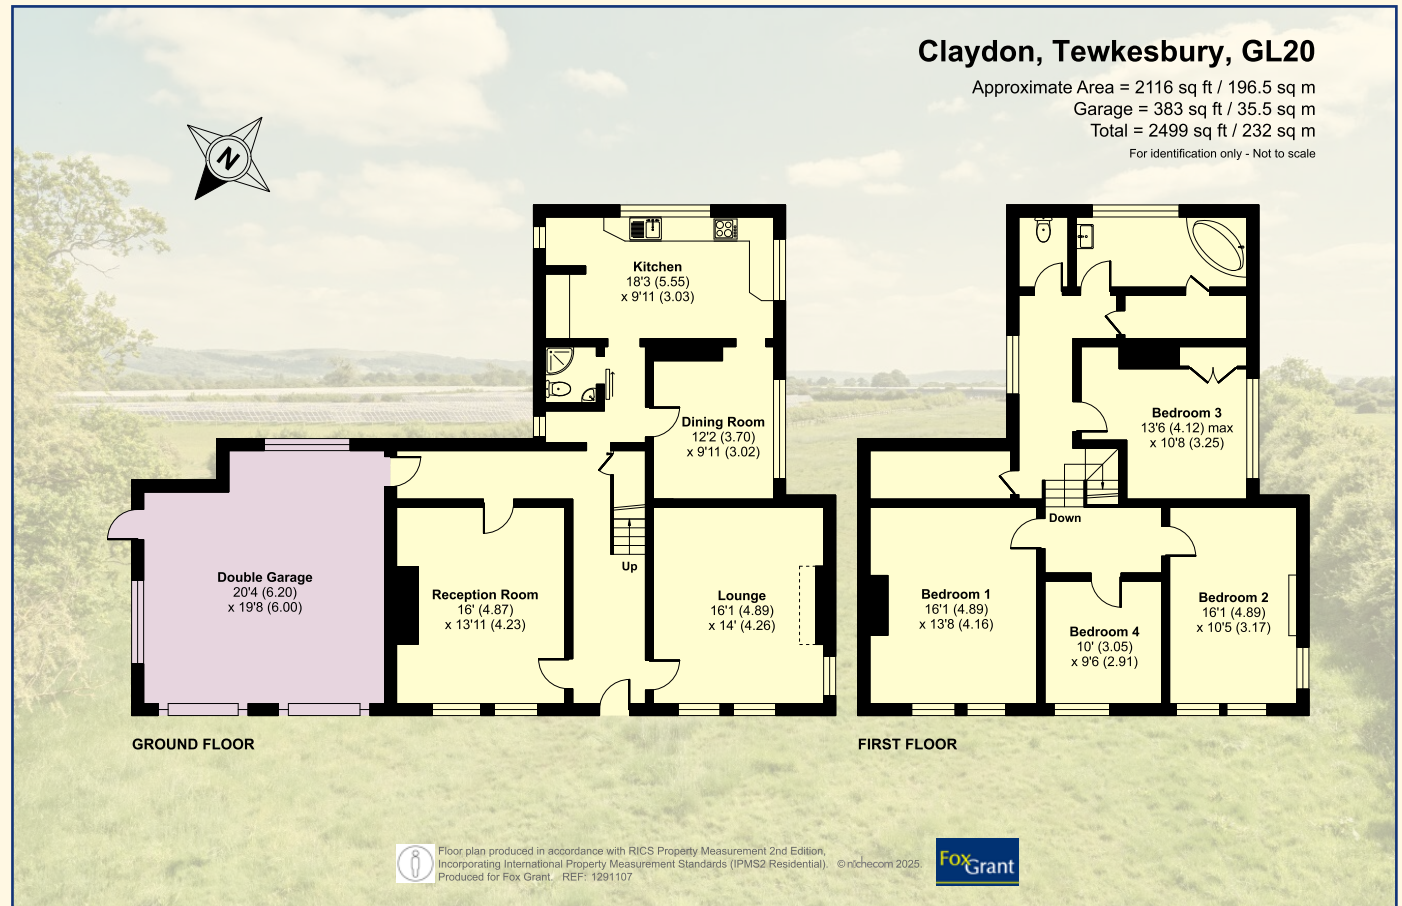 Claydon, Tewkesbury, GL20
Approximate Area = 2116 sq ft / 196.5 sq m
Garage = 383 sq ft / 35.5 sq m
Total = 2499 sq ft / 232 sq m
For identification only - Not to scale
N
Kitchen
18'3 (5.55)
x 9'11 (3.03)
Dining Room
12'2 (3.70)
x 9'11 (3.02)
Double Garage
20'4 (6.20)
x 19'8 (6.00)
Reception Room
16' (4.87)
x 13'11 (4.23)
Up
Lounge
16'1 (4.89)
x 14' (4.26)
GROUND FLOOR
Bedroom 3
13'6 (4.12) max
x 10'8 (3.25)
Down
Bedroom 1
16'1 (4.89)
x 13'8 (4.16)
Bedroom 4
10' (3.05)
x 9'6 (2.91)
Bedroom 2
16'1 (4.89)
x 10'5 (3.17)
FIRST FLOOR
Floor plan produced in accordance with RICS Property Measurement 2nd Edition,
Incorporating International Property Measurement Standards (IPMS2 Residential). © nichecom 2025.
Produced for Fox Grant. REF: 1291107
Fox
Grant